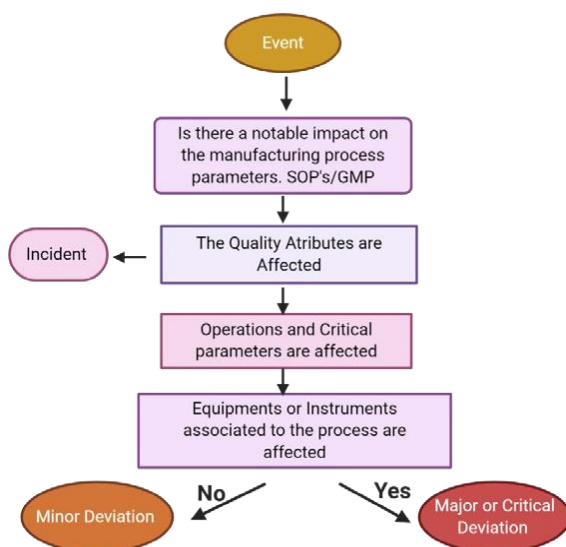 Event
Is there a notable impact on
the manufacturing process
parameters. SOP's/GMP
The Quality Atributes are
Affected
Incident
Operations and Critical
parameters are affected
Equipments or Instruments
associated to the process are
affected
No
Yes
Minor Deviation
Major or Critical
Deviation